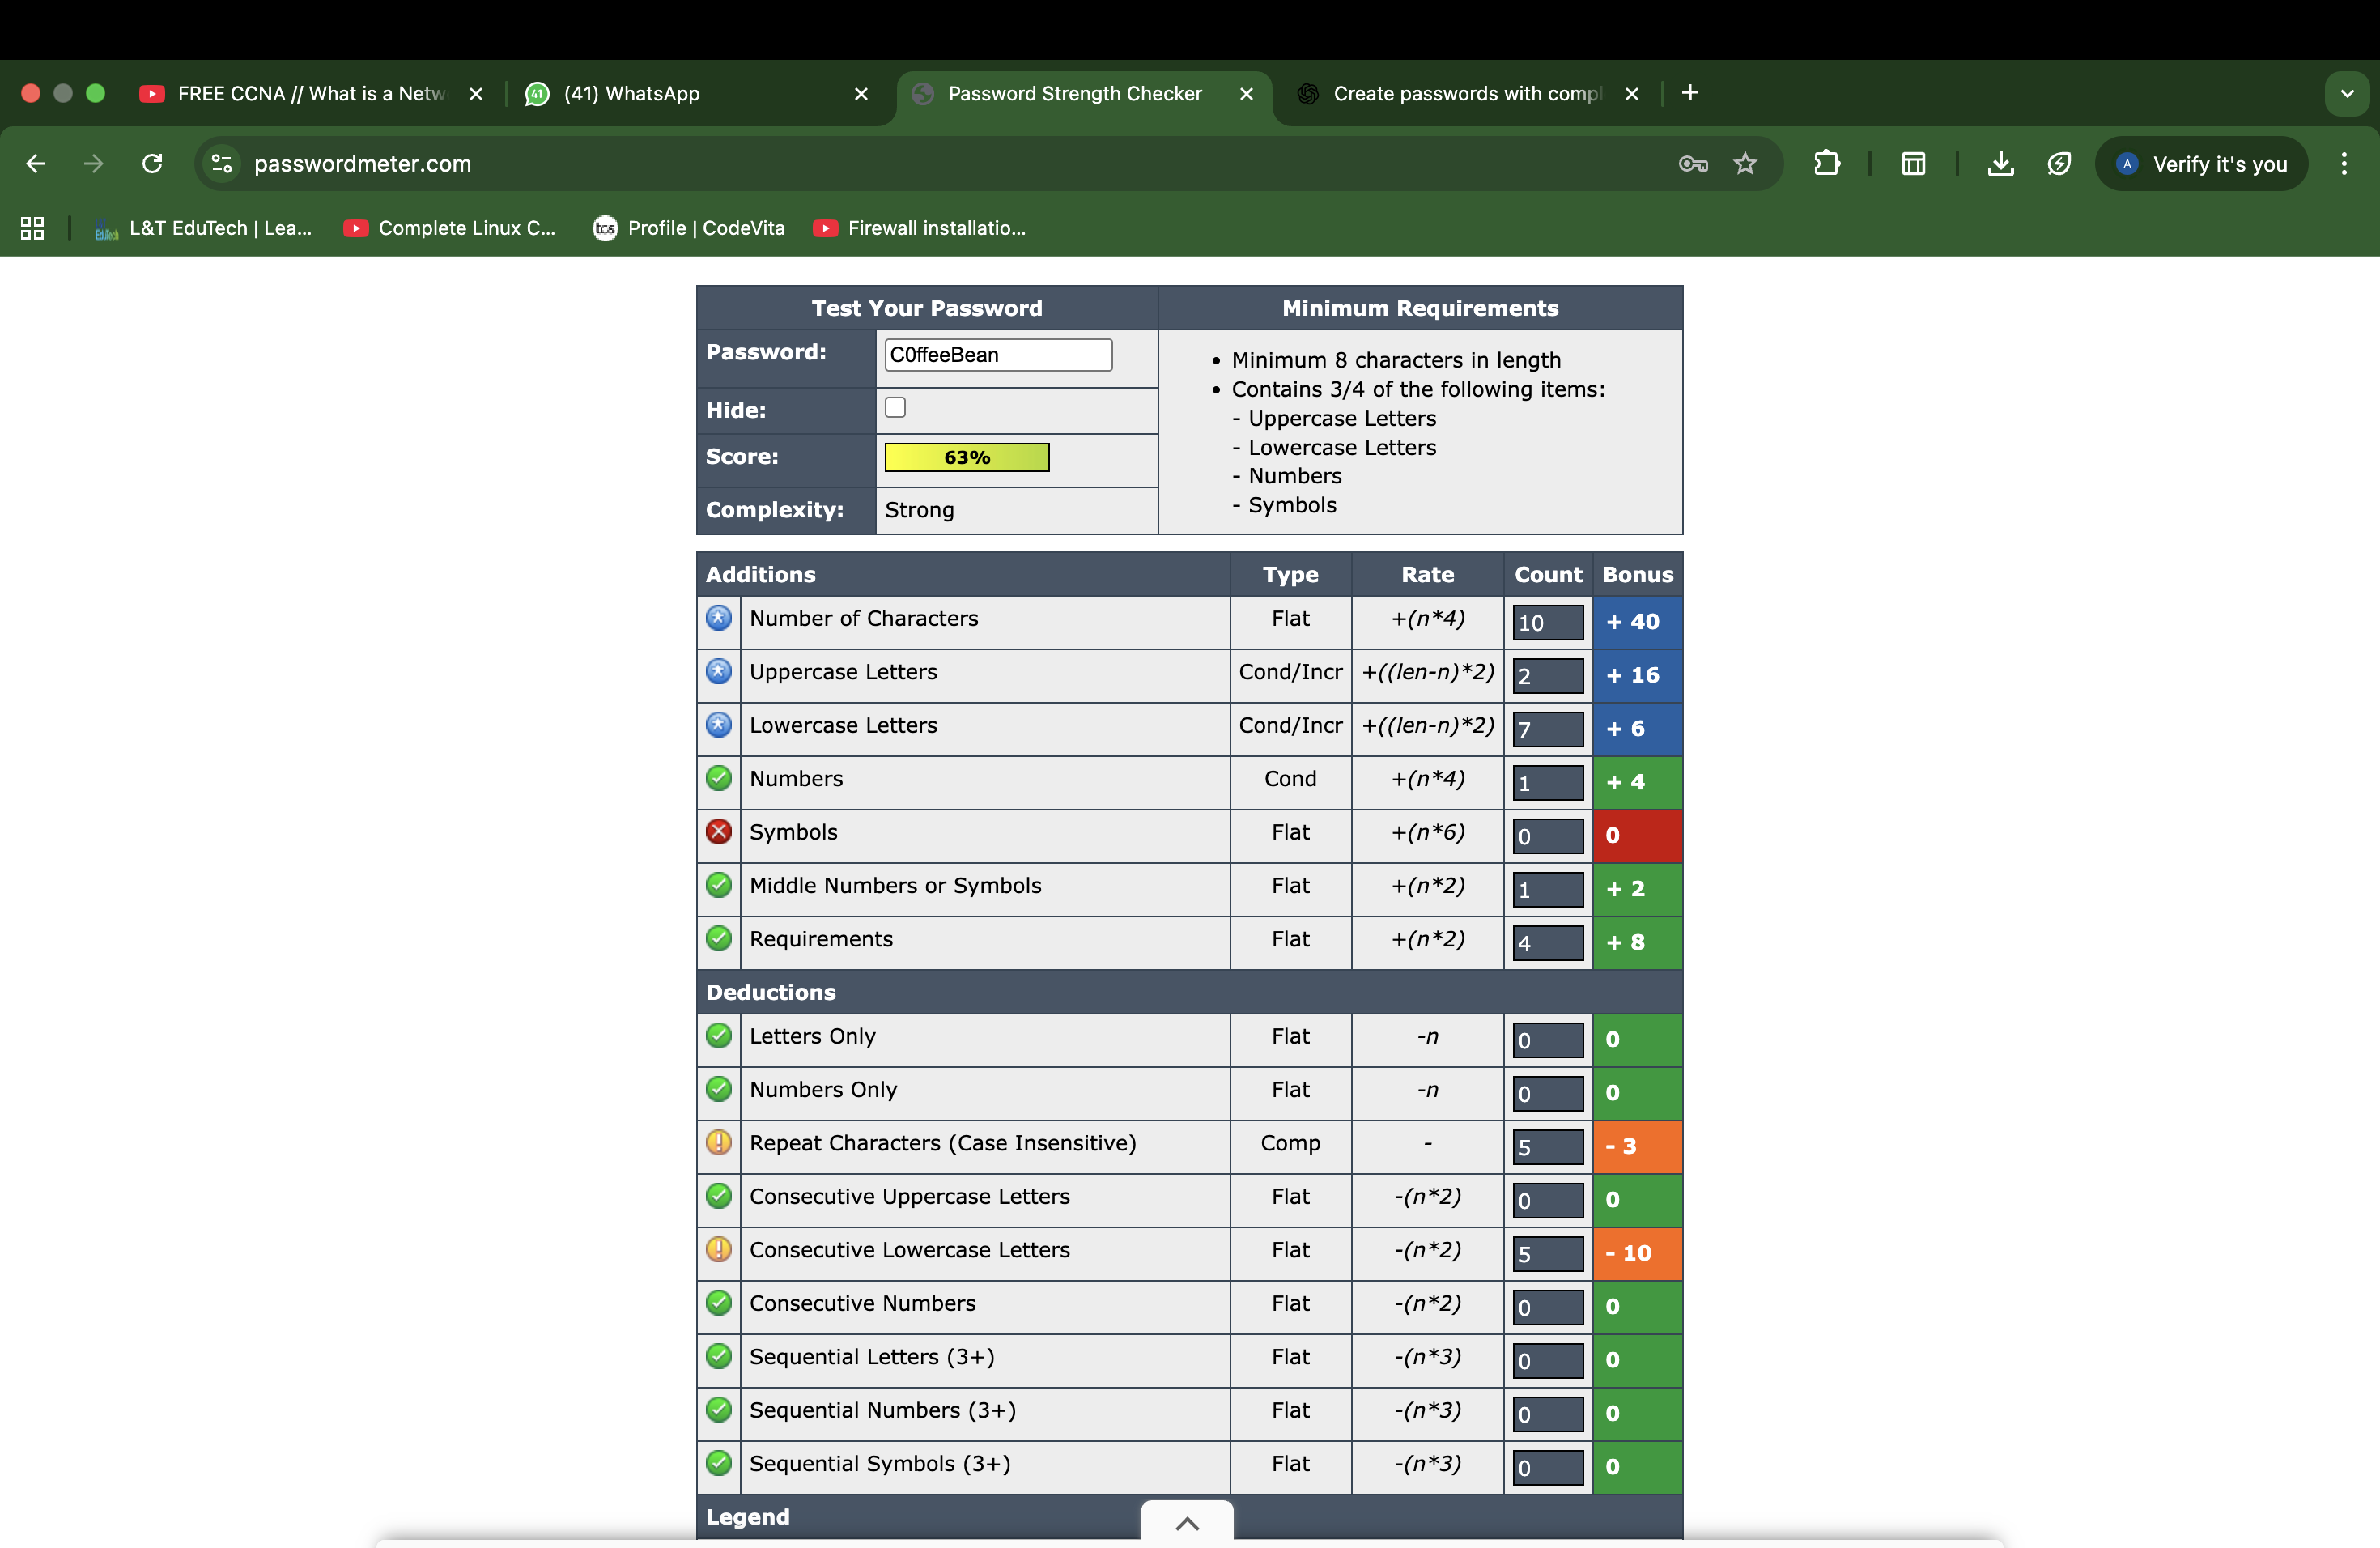 FREE CCNA // What is a Netw
(41) WhatsApp
Password Strength Checker
Create passwords with compl
passwordmeter.com
A Verify it's you
L&T EduTech | Lea...
Complete Linux C...
Profile | CodeVita
Firewall installatio...
Test Your Password Minimum Requirements
Password: C0ffeeBean
Hide:
Score: 63%
Complexity: Strong
• Minimum 8 characters in length
• Contains 3/4 of the following items:
- Uppercase Letters
- Lowercase Letters
- Numbers
- Symbols
Additions Type Rate Count Bonus
Number of Characters Flat +(n*4) 10 + 40
Uppercase Letters Cond/Incr +((len-n)*2) 2 + 16
Lowercase Letters Cond/Incr +((len-n)*2) 7 + 6
Numbers Cond +(n*4) 1 + 4
Symbols Flat +(n*6) 0 0
Middle Numbers or Symbols Flat +(n*2) 1 + 2
Requirements Flat +(n*2) 4 + 8
Deductions
Letters Only Flat -n 0 0
Numbers Only Flat -n 0 0
Repeat Characters (Case Insensitive) Comp - 5 - 3
Consecutive Uppercase Letters Flat -(n*2) 0 0
Consecutive Lowercase Letters Flat -(n*2) 5 - 10
Consecutive Numbers Flat -(n*2) 0 0
Sequential Letters (3+) Flat -(n*3) 0 0
Sequential Numbers (3+) Flat -(n*3) 0 0
Sequential Symbols (3+) Flat -(n*3) 0 0
Legend